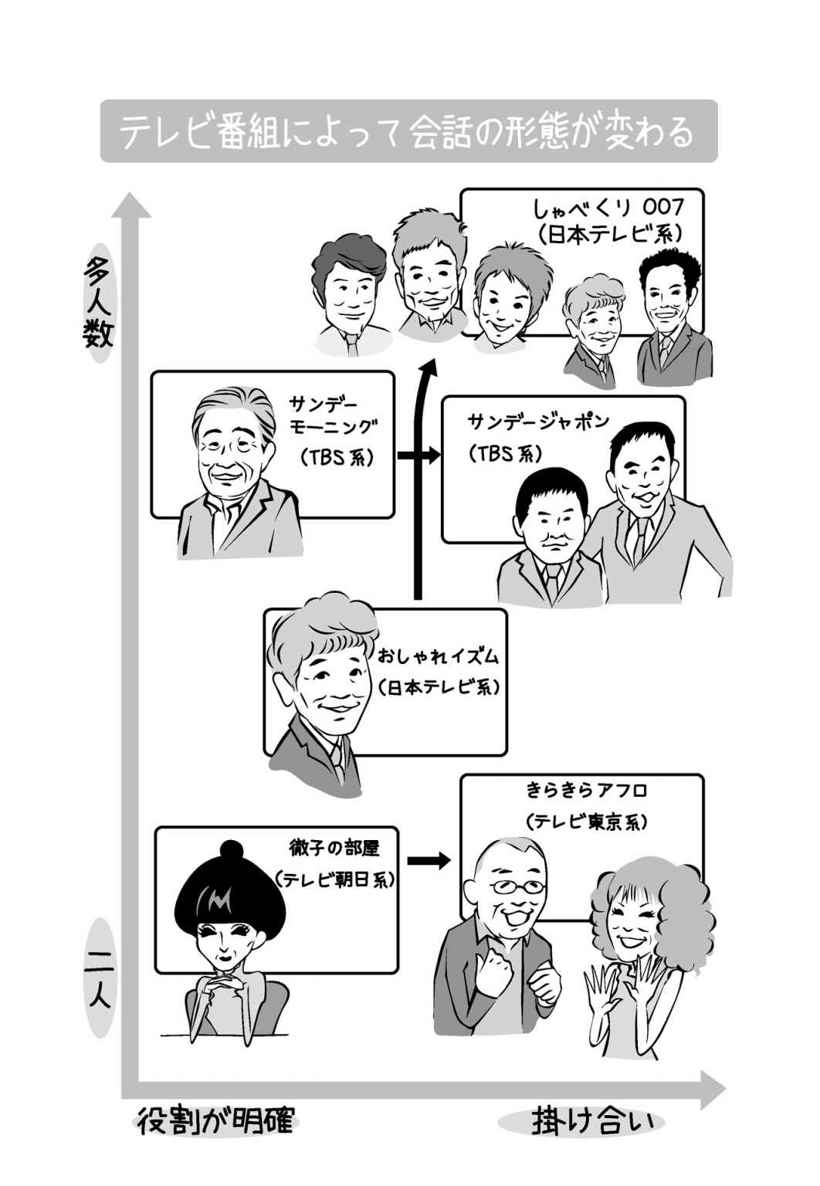 テレビ番組によって会話の形態が変わる
多人数
しゃべくり 007
(日本テレビ系)
サンデー
モーニング
(TBS系)
サンデージャポン
(TBS系)
おしゃれイズム
(日本テレビ系)
きらきらアフロ
(テレビ東京系)
徹子の部屋
(テレビ朝日系)
二人
役割が明確
掛け合い